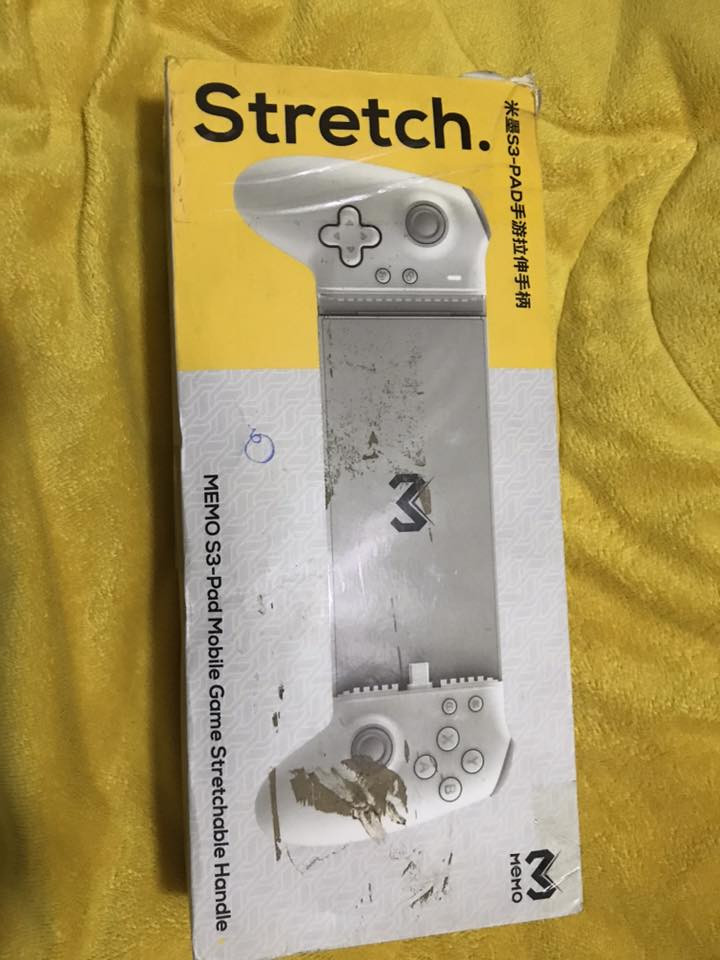 Stretch.
米墨S3-PAD手游拉伸手柄
MEMO S3-Pad Mobile Game Stretchable Handle
X
Y
A
B
MEMO